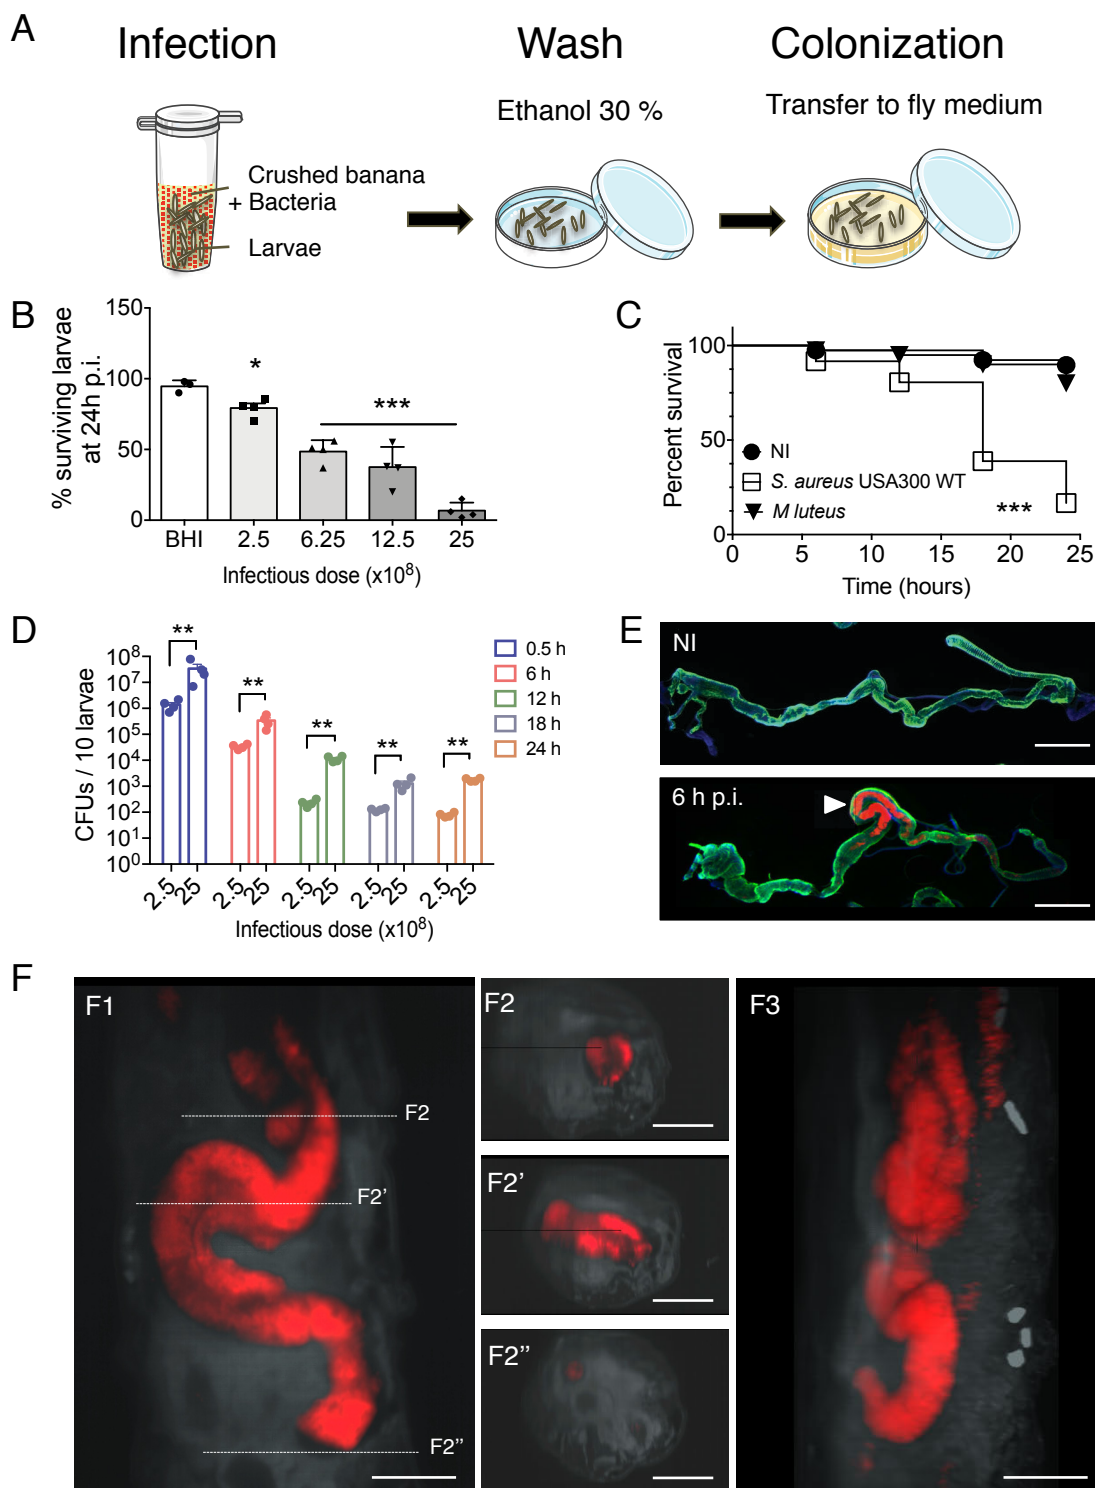 A
Infection
Wash
Colonization
Ethanol 30 %
Transfer to fly medium
Crushed banana
+ Bacteria
Larvae
B
% surviving larvae
at 24h p.i.
150
100
50
0
*
***
BHI 2.5 6.25 12.5 25
Infectious dose (x10⁸)
C
Percent survival
100
50
0
NI
S. aureus USA300 WT
M luteus
***
0 5 10 15 20 25
Time (hours)
D
CFUs / 10 larvae
10⁸
10⁷
10⁶
10⁵
10⁴
10³
10²
10¹
10⁰
** ** ** ** **
0.5 h
6 h
12 h
18 h
24 h
2.5 25 2.5 25 2.5 25 2.5 25 2.5 25
Infectious dose (x10⁸)
E
NI
6 h p.i.
F
F1
F2
F2’
F2”
F2
F2’
F2”
F3